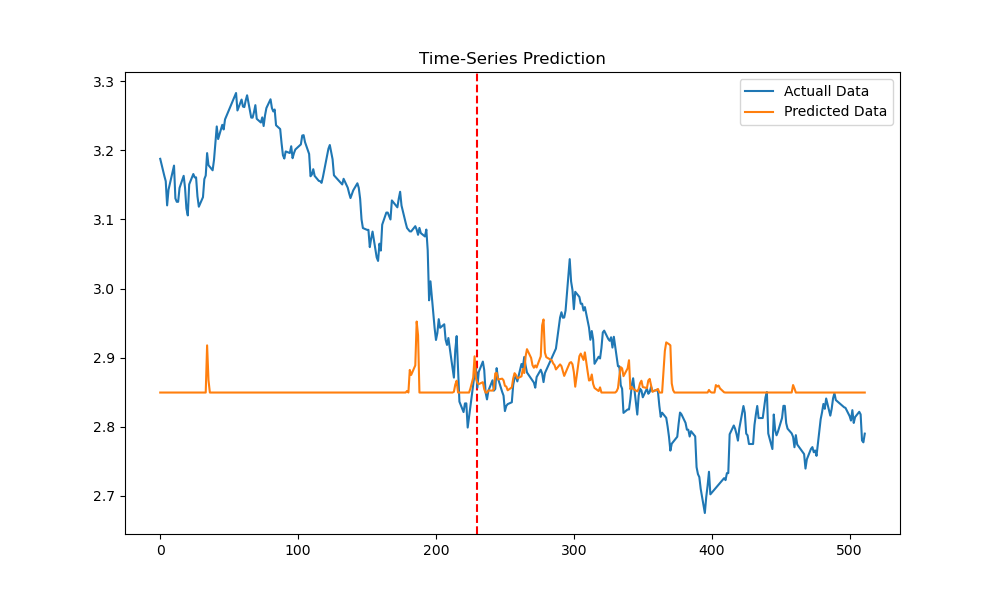 Time-Series Prediction
Actuall Data
Predicted Data
3.3
3.2
3.1
3.0
2.9
2.8
2.7
0 100 200 300 400 500